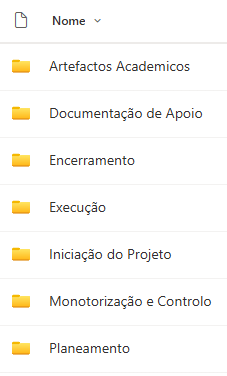 Nome
Artefactos Academicos
Documentação de Apoio
Encerramento
Execução
Iniciação do Projeto
Monotorização e Controlo
Planeamento